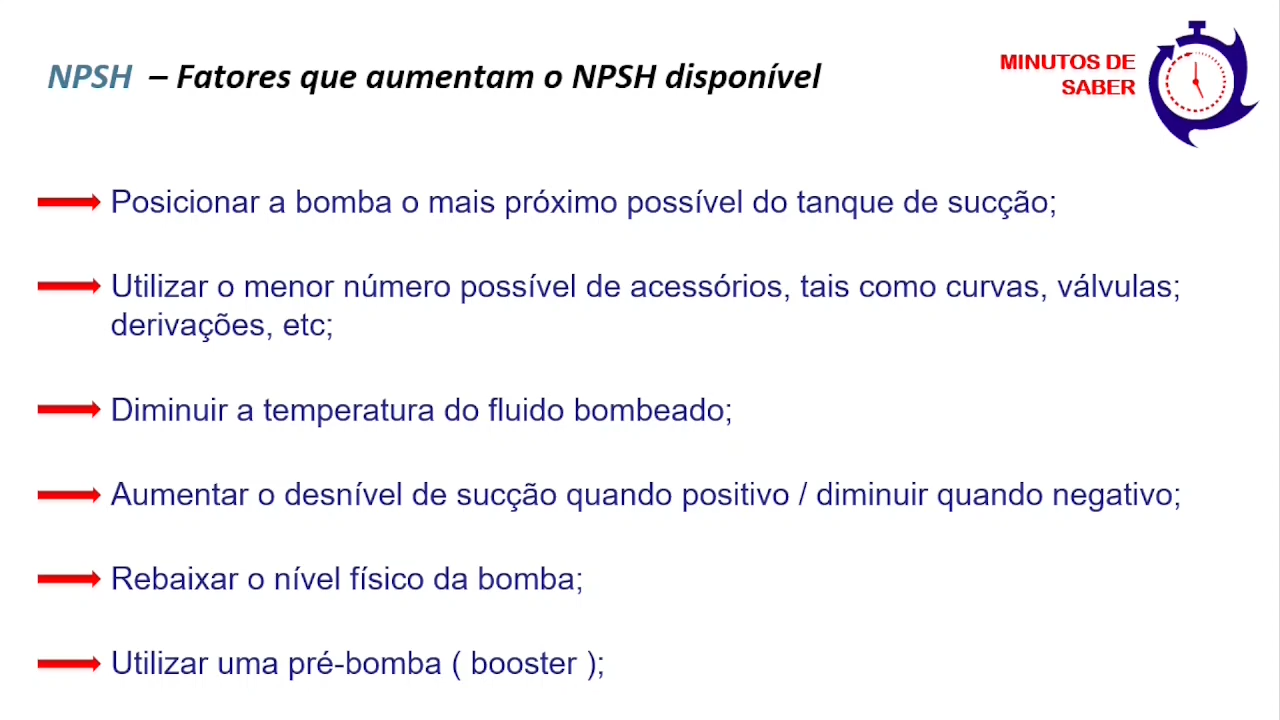 NPSH – Fatores que aumentam o NPSH disponível
MINUTOS DE
SABER
Posicionar a bomba o mais próximo possível do tanque de sucção;
Utilizar o menor número possível de acessórios, tais como curvas, válvulas;
derivações, etc;
Diminuir a temperatura do fluido bombeado;
Aumentar o desnível de sucção quando positivo / diminuir quando negativo;
Rebaixar o nível físico da bomba;
Utilizar uma pré-bomba ( booster );